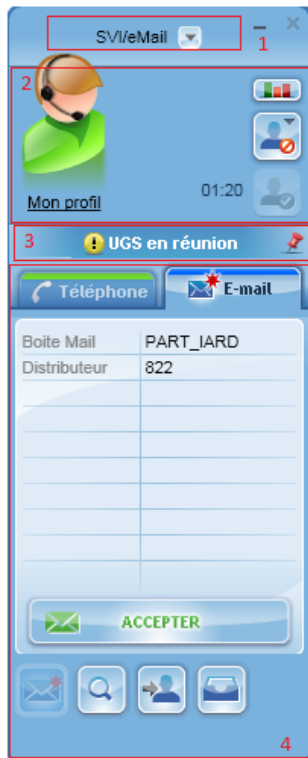 SVI/eMail
1
2
01:20
Mon profil
3
UGS en réunion
Téléphone
E-mail
Boite Mail PART_IARD
Distributeur 822
ACCEPTER
4